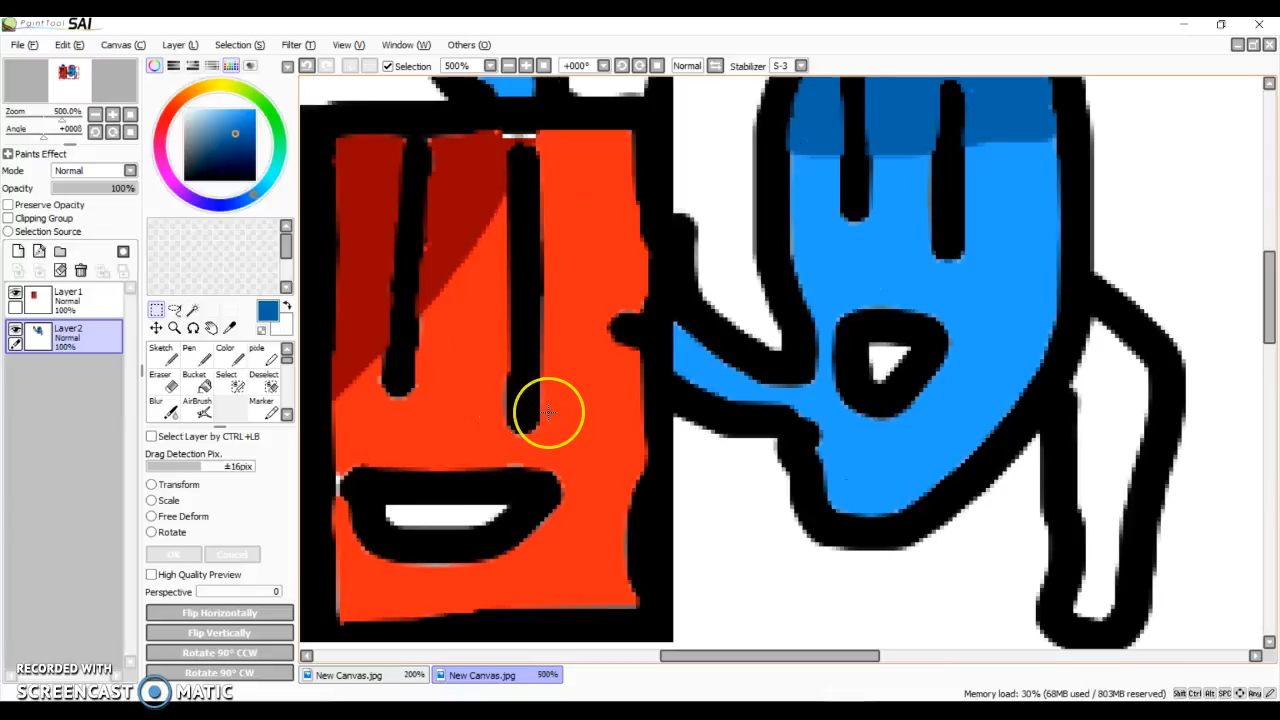 PaintTool SAI
File (F) Edit (E) Canvas (C) Layer (L) Selection (S) Filter (T) View (V) Window (W) Others (O)
Selection 500% +000° Normal Stabilizer S-3
Zoom 500.0%
Angle +0008
Paints Effect
Mode Normal
Opacity 100%
Preserve Opacity
Clipping Group
Selection Source
Layer1
Normal
100%
Layer2
Normal
100%
Sketch Pen Color pixle
Eraser Bucket Select Deselect
Blur AirBrush Marker
Select Layer by CTRL+LB
Drag Detection Pix.
±16pix
Transform
Scale
Free Deform
Rotate
OK Cancel
High Quality Preview
Perspective 0
Flip Horizontally
Flip Vertically
Rotate 90° CCW
Rotate 90° CW
RECORDED WITH
SCREENCAST MATIC
New Canvas.jpg 200% New Canvas.jpg 500%
Memory load: 30% (68MB used / 803MB reserved) Shift Ctrl Alt SPC Any